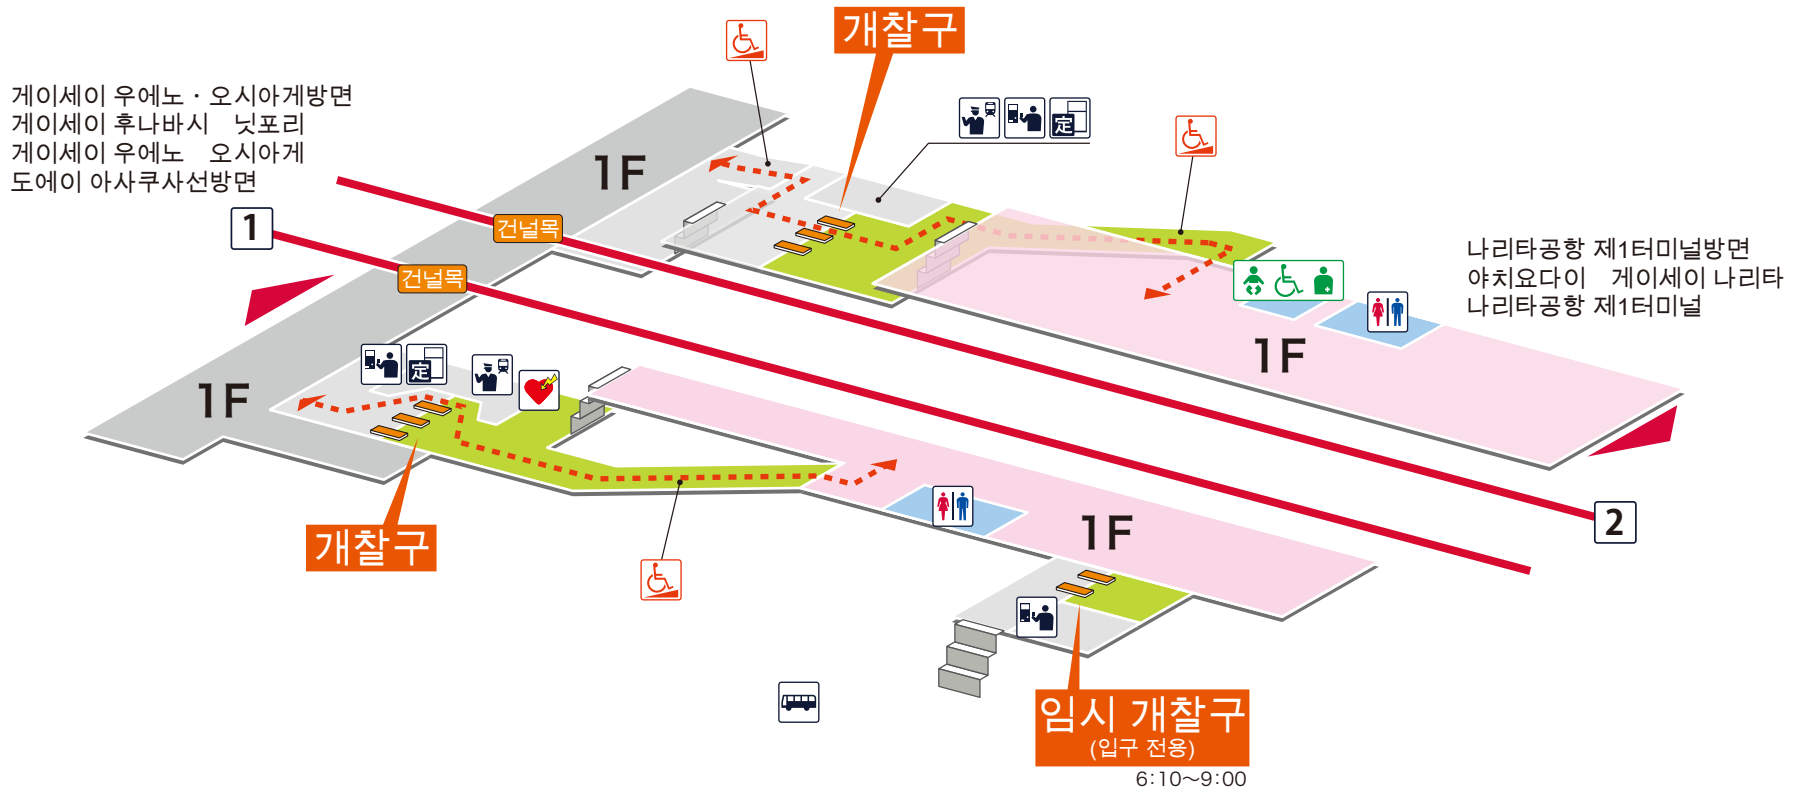 개찰구
게이세이 우에노・오시아게방면
게이세이 후나바시　닛포리
게이세이 우에노　오시아게
도에이 아사쿠사선방면
1F
定
1
건널목
건널목
나리타공항 제1터미널방면
야치요다이　게이세이 나리타
나리타공항 제1터미널
1F
定
1F
2
개찰구
1F
임시 개찰구
(입구 전용)
6:10～9:00